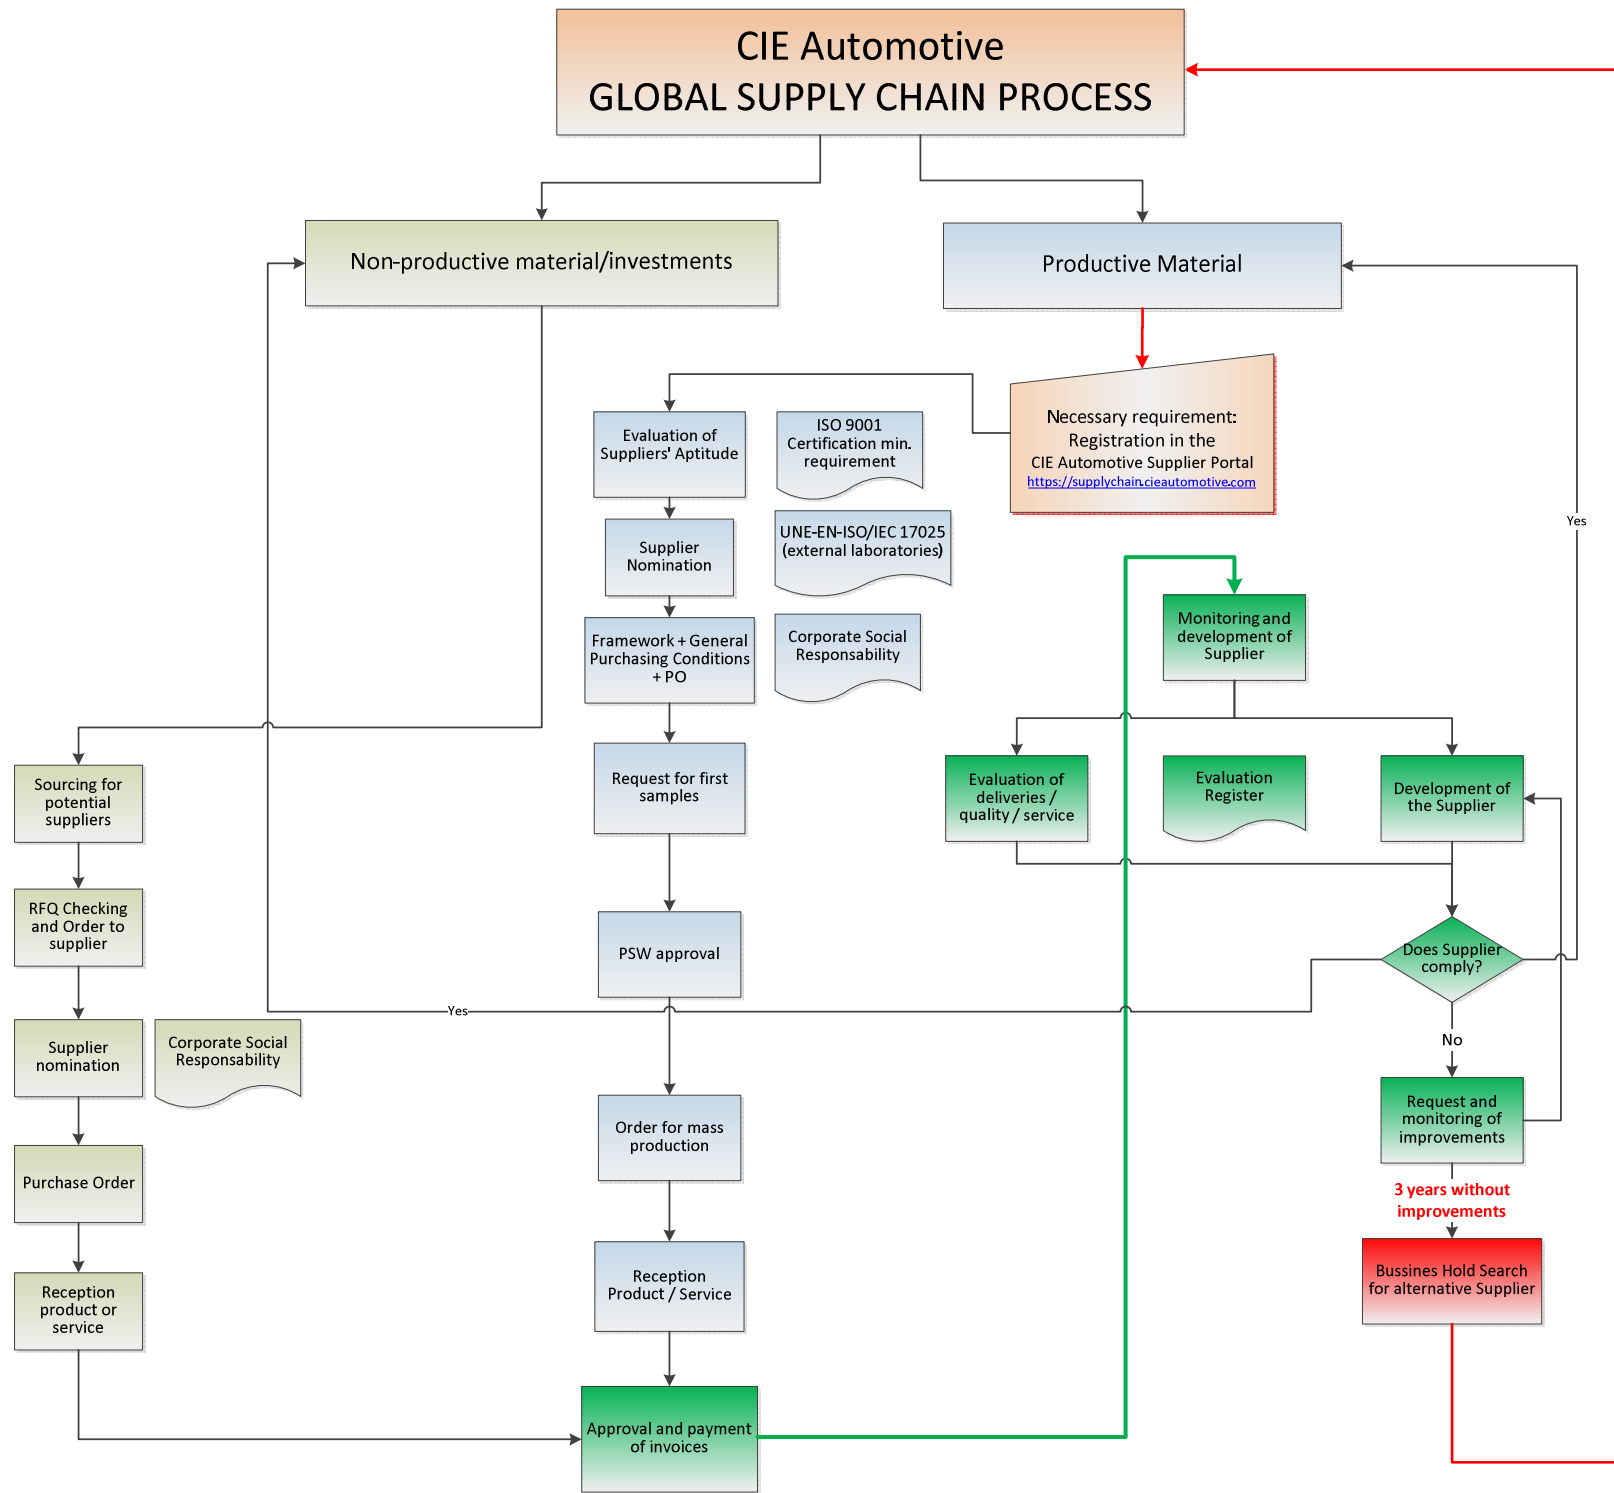 CIE Automotive
GLOBAL SUPPLY CHAIN PROCESS
Non-productive material/investments
Productive Material
Necessary requirement:
Registration in the
CIE Automotive Supplier Portal
https://supplychain.cieautomotive.com
Evaluation of
Suppliers' Aptitude
ISO 9001
Certification min.
requirement
Supplier
Nomination
UNE-EN-ISO/IEC 17025
(external laboratories)
Yes
Framework + General
Purchasing Conditions
+ PO
Corporate Social
Responsability
Monitoring and
development of
Supplier
Request for first
samples
Evaluation of
deliveries /
quality / service
Evaluation
Register
Development of
the Supplier
Sourcing for
potential
suppliers
RFQ Checking
and Order to
supplier
PSW approval
Does Supplier
comply?
Yes
No
Supplier
nomination
Corporate Social
Responsability
Order for mass
production
Request and
monitoring of
improvements
Purchase Order
3 years without
improvements
Reception
product or
service
Reception
Product / Service
Bussines Hold Search
for alternative Supplier
Approval and payment
of invoices